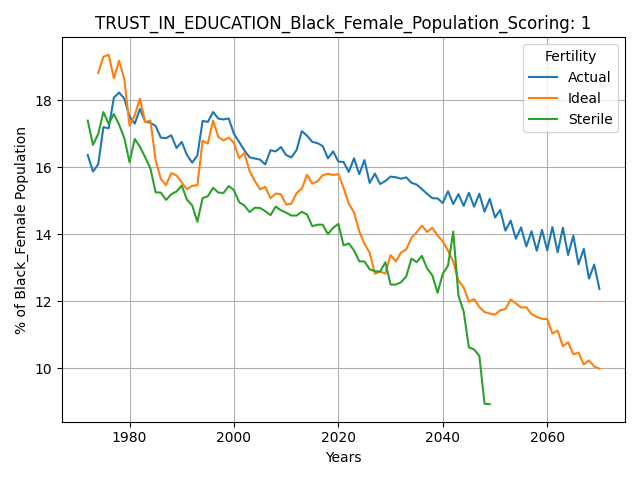 TRUST_IN_EDUCATION_Black_Female_Population_Scoring: 1
Fertility
Actual
Ideal
Sterile
% of Black_Female Population
18
16
14
12
10
1980 2000 2020 2040 2060
Years